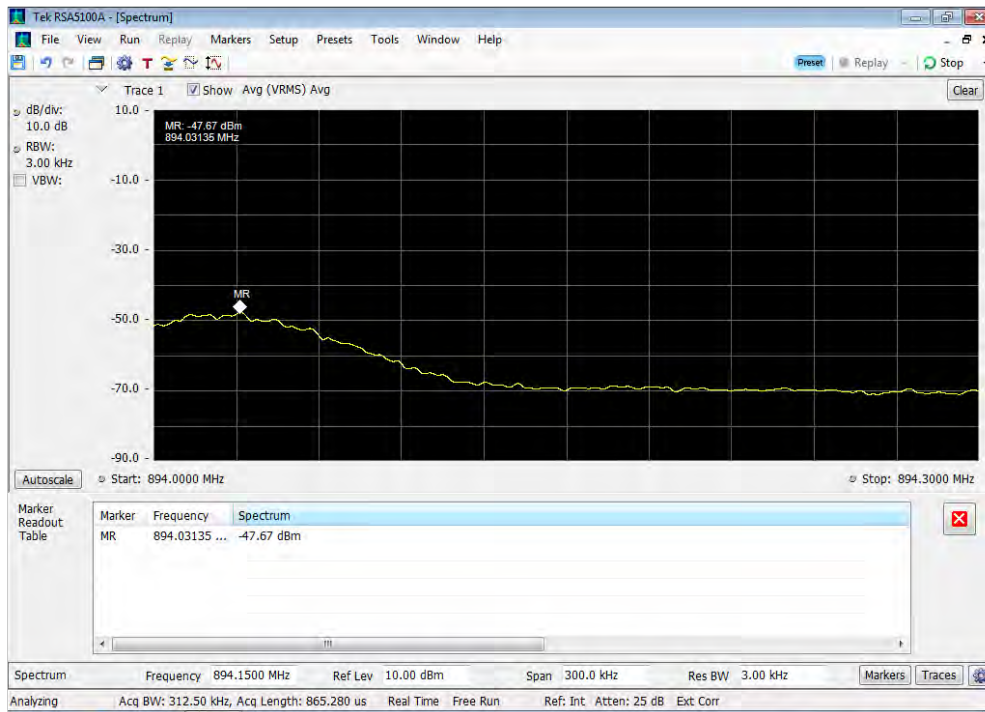 Tek RSA5100A - [Spectrum]
File View Run Replay Markers Setup Presets Tools Window Help
T Preset Replay Stop
Trace 1 Show Avg (VRMS) Avg Clear
dB/div:
10.0 dB
RBW:
3.00 kHz
VBW:
10.0
MR: -47.67 dBm
894.03135 MHz
-10.0
-30.0
MR
-50.0
-70.0
-90.0
Autoscale Start: 894.0000 MHz Stop: 894.3000 MHz
Marker Readout Table
Marker Frequency Spectrum
MR 894.03135 ... -47.67 dBm
Spectrum Frequency 894.1500 MHz Ref Lev 10.00 dBm Span 300.0 kHz Res BW 3.00 kHz Markers Traces
Analyzing Acq BW: 312.50 kHz, Acq Length: 865.280 us Real Time Free Run Ref: Int Atten: 25 dB Ext Corr